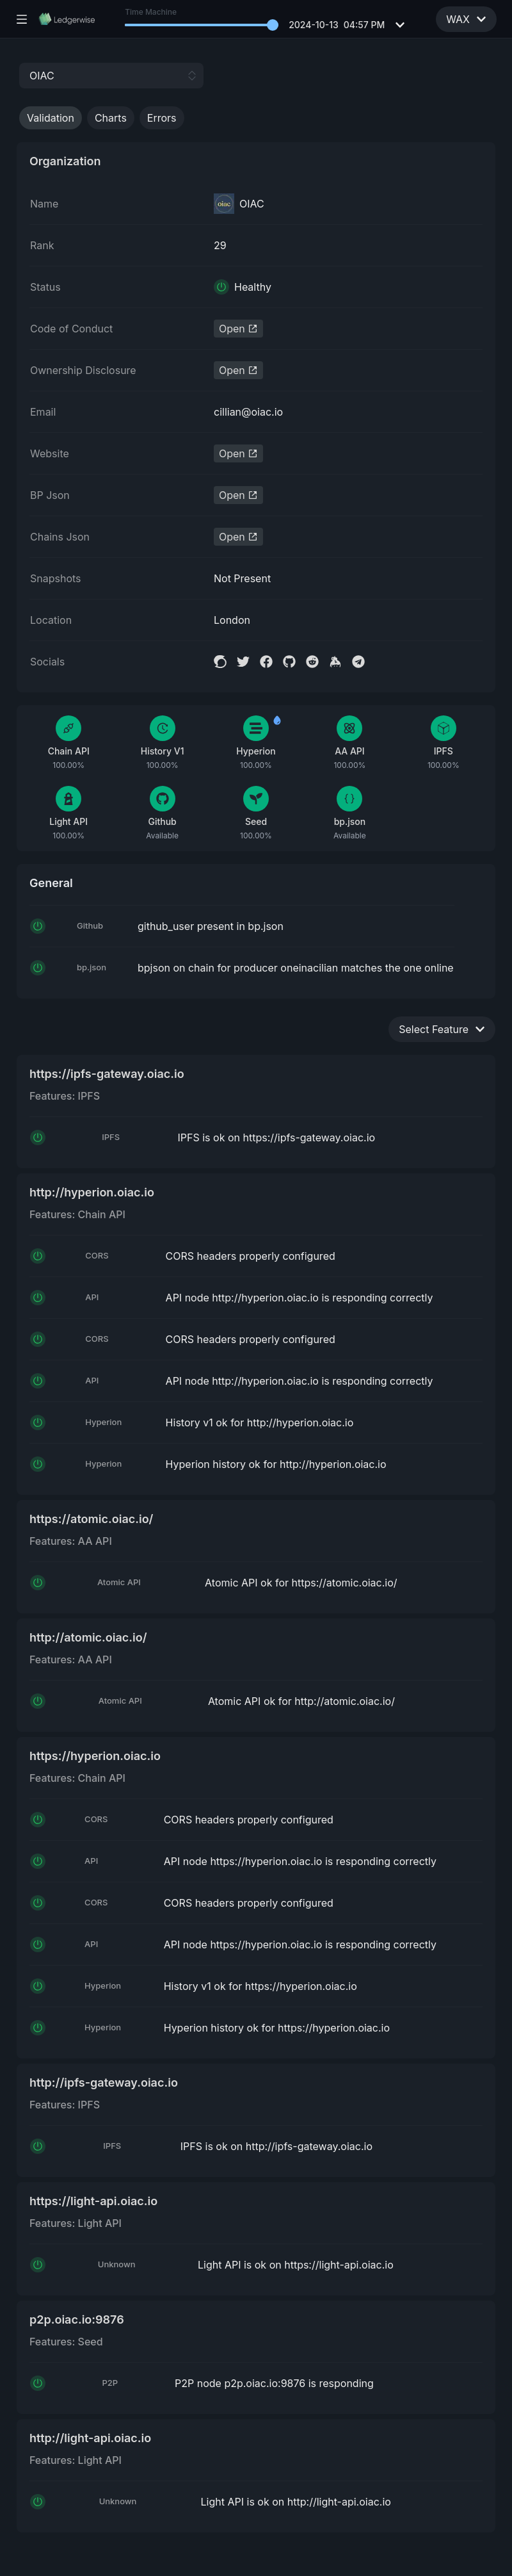 Ledgerwise
Time Machine
2024-10-13 04:57 PM
WAX
OIAC
Validation Charts Errors
Organization
Name oiac OIAC
Rank 29
Status Healthy
Code of Conduct Open
Ownership Disclosure Open
Email cillian@oiac.io
Website Open
BP Json Open
Chains Json Open
Snapshots Not Present
Location London
Socials
Chain API History V1 Hyperion AA API IPFS
100.00% 100.00% 100.00% 100.00% 100.00%
Light API Github Seed bp.json
100.00% Available 100.00% Available
General
Github github_user present in bp.json
bp.json bpjson on chain for producer oneinacilian matches the one online
Select Feature
https://ipfs-gateway.oiac.io
Features: IPFS
IPFS IPFS is ok on https://ipfs-gateway.oiac.io
http://hyperion.oiac.io
Features: Chain API
CORS CORS headers properly configured
API API node http://hyperion.oiac.io is responding correctly
CORS CORS headers properly configured
API API node http://hyperion.oiac.io is responding correctly
Hyperion History v1 ok for http://hyperion.oiac.io
Hyperion Hyperion history ok for http://hyperion.oiac.io
https://atomic.oiac.io/
Features: AA API
Atomic API Atomic API ok for https://atomic.oiac.io/
http://atomic.oiac.io/
Features: AA API
Atomic API Atomic API ok for http://atomic.oiac.io/
https://hyperion.oiac.io
Features: Chain API
CORS CORS headers properly configured
API API node https://hyperion.oiac.io is responding correctly
CORS CORS headers properly configured
API API node https://hyperion.oiac.io is responding correctly
Hyperion History v1 ok for https://hyperion.oiac.io
Hyperion Hyperion history ok for https://hyperion.oiac.io
http://ipfs-gateway.oiac.io
Features: IPFS
IPFS IPFS is ok on http://ipfs-gateway.oiac.io
https://light-api.oiac.io
Features: Light API
Unknown Light API is ok on https://light-api.oiac.io
p2p.oiac.io:9876
Features: Seed
P2P P2P node p2p.oiac.io:9876 is responding
http://light-api.oiac.io
Features: Light API
Unknown Light API is ok on http://light-api.oiac.io